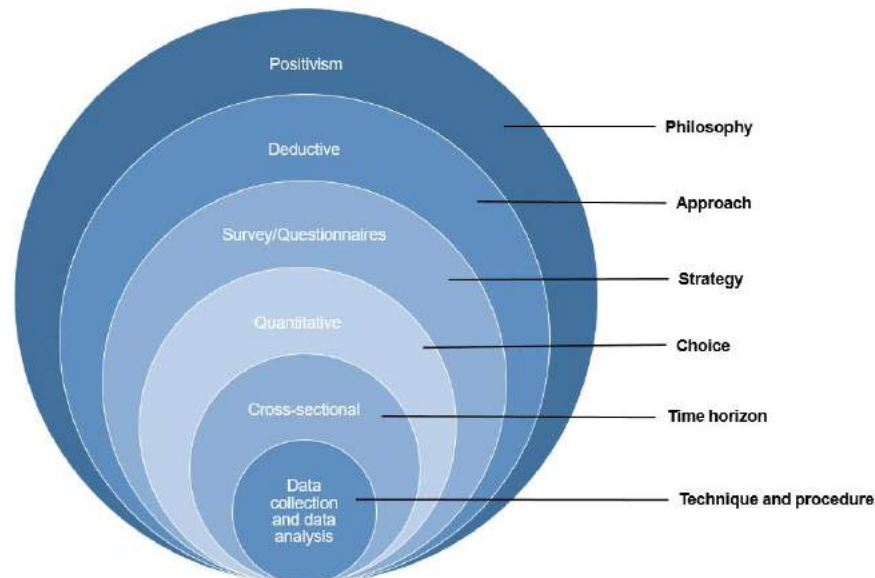 Positivism
Philosophy
Deductive
Approach
Survey/Questionnaires
Strategy
Quantitative
Choice
Cross-sectional
Time horizon
Data
collection
and data
analysis
Technique and procedure